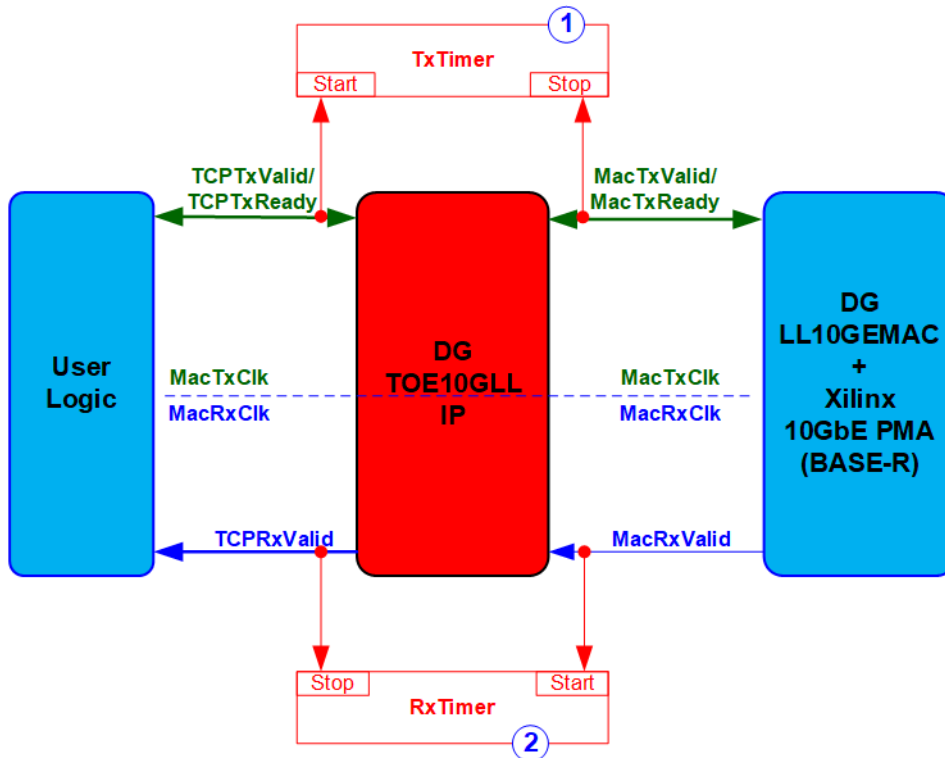 1
TxTimer
Start
Stop
TCPTxValid/
TCPTxReady
MacTxValid/
MacTxReady
User
Logic
MacTxClk
MacRxClk
DG
TOE10GLL
IP
MacTxClk
MacRxClk
DG
LL10GEMAC
+
Xilinx
10GbE PMA
(BASE-R)
TCPRxValid
MacRxValid
Stop
Start
RxTimer
2